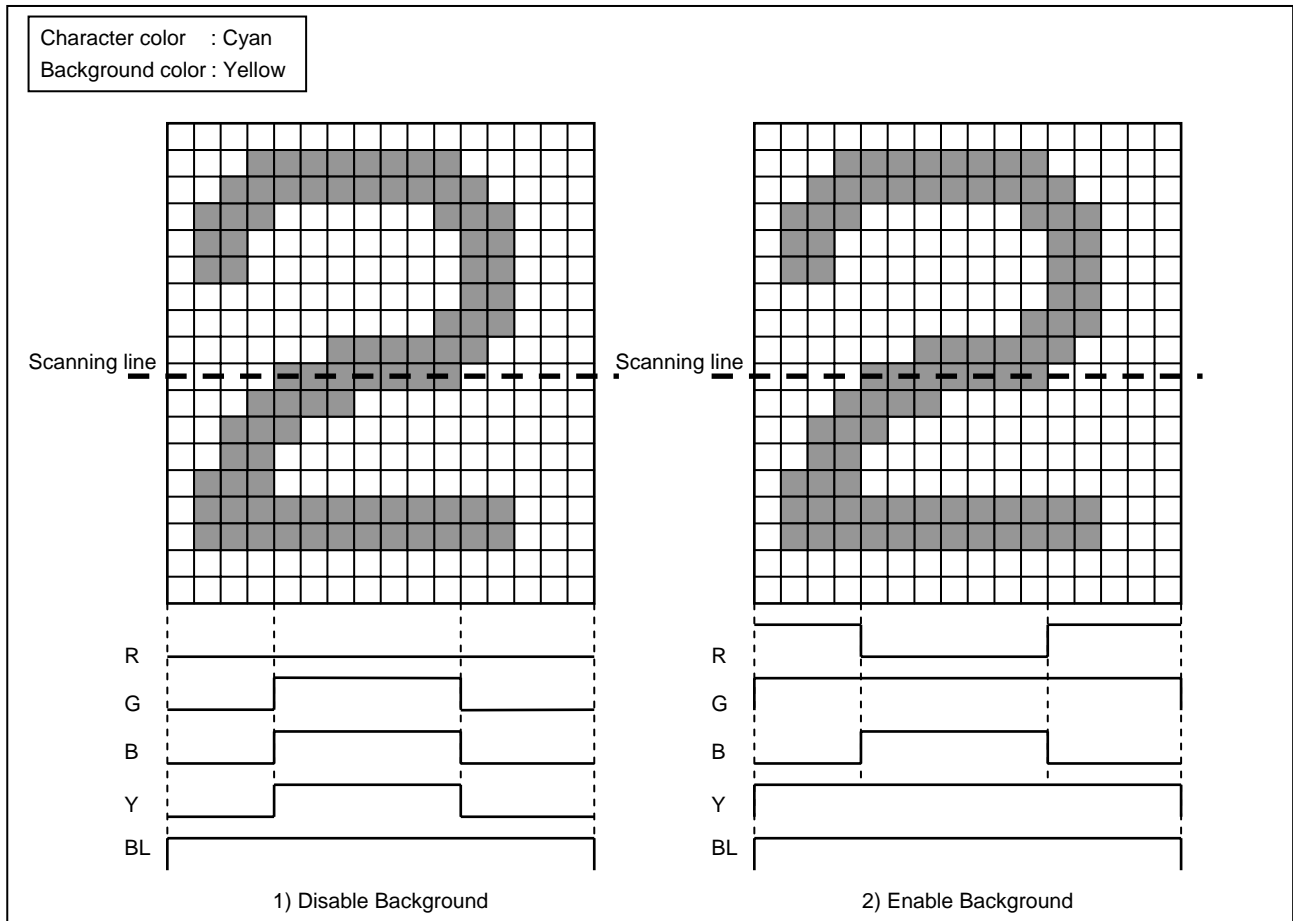 Character color : Cyan
Background color : Yellow
Scanning line
Scanning line
R
G
B
Y
BL
R
G
B
Y
BL
1) Disable Background
2) Enable Background